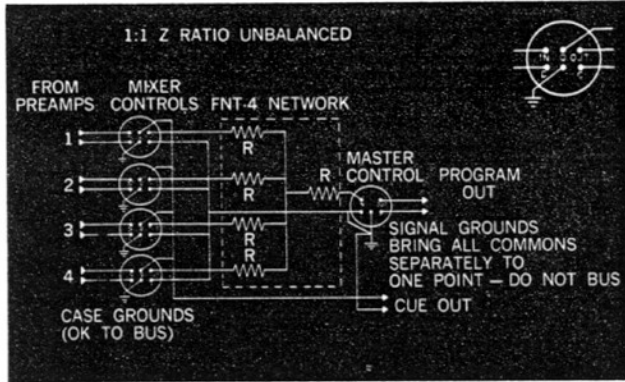 1:1 Z RATIO UNBALANCED
FROM PREAMPS
MIXER CONTROLS
FNT-4 NETWORK
1
2
3
4
R
R
R
R
R
MASTER CONTROL
PROGRAM OUT
SIGNAL GROUNDS
BRING ALL COMMONS
SEPARATELY TO
ONE POINT — DO NOT BUS
CUE OUT
CASE GROUNDS
(OK TO BUS)
IN
OUT